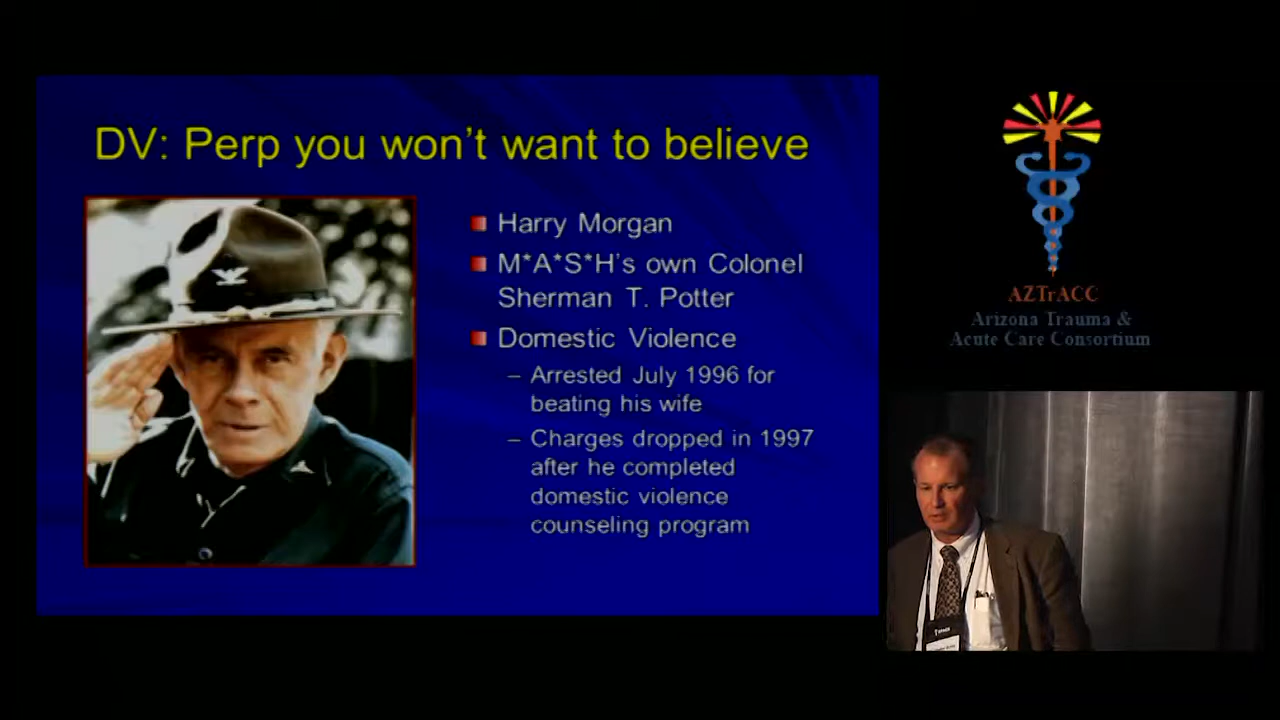 DV: Perp you won't want to believe
Harry Morgan
M*A*S*H's own Colonel
Sherman T. Potter
Domestic Violence
– Arrested July 1996 for
beating his wife
– Charges dropped in 1997
after he completed
domestic violence
counseling program
AZTrACC
Arizona Trauma &
Acute Care Consortium